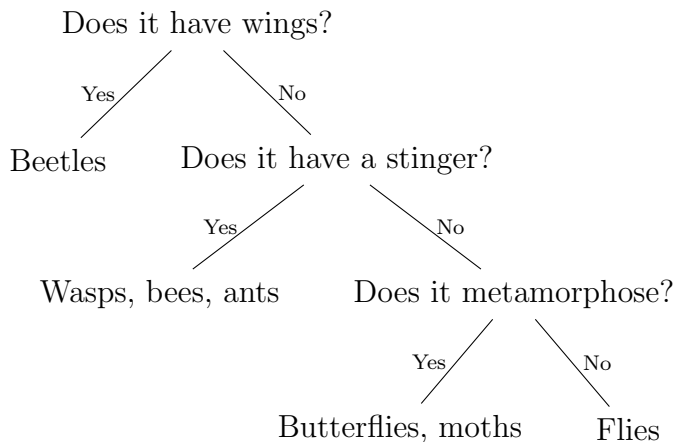 Does it have wings?
Yes
No
Beetles
Does it have a stinger?
Yes
No
Wasps, bees, ants
Does it metamorphose?
Yes
No
Butterflies, moths
Flies